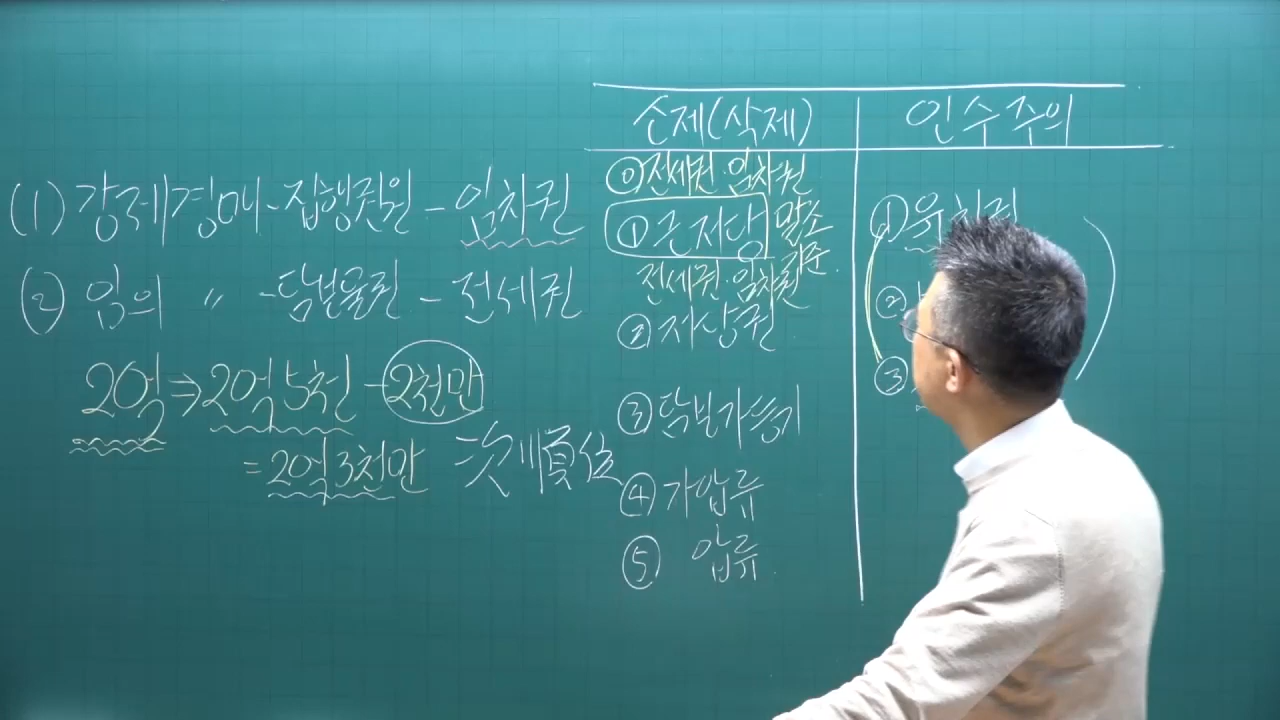 (1) 강제경매-집행권원-임차권
(2) 임의 〃 -담보물권-전세권
20억⇒20억5천-2천만
=20억3천만 次順位
소제(삭제)
⓪전세권·임차권
①근저당 말소
기준
전세권·임차권
②저당권
③담보가등기
④가압류
⑤ 압류
인수주의
①유치권
②
③